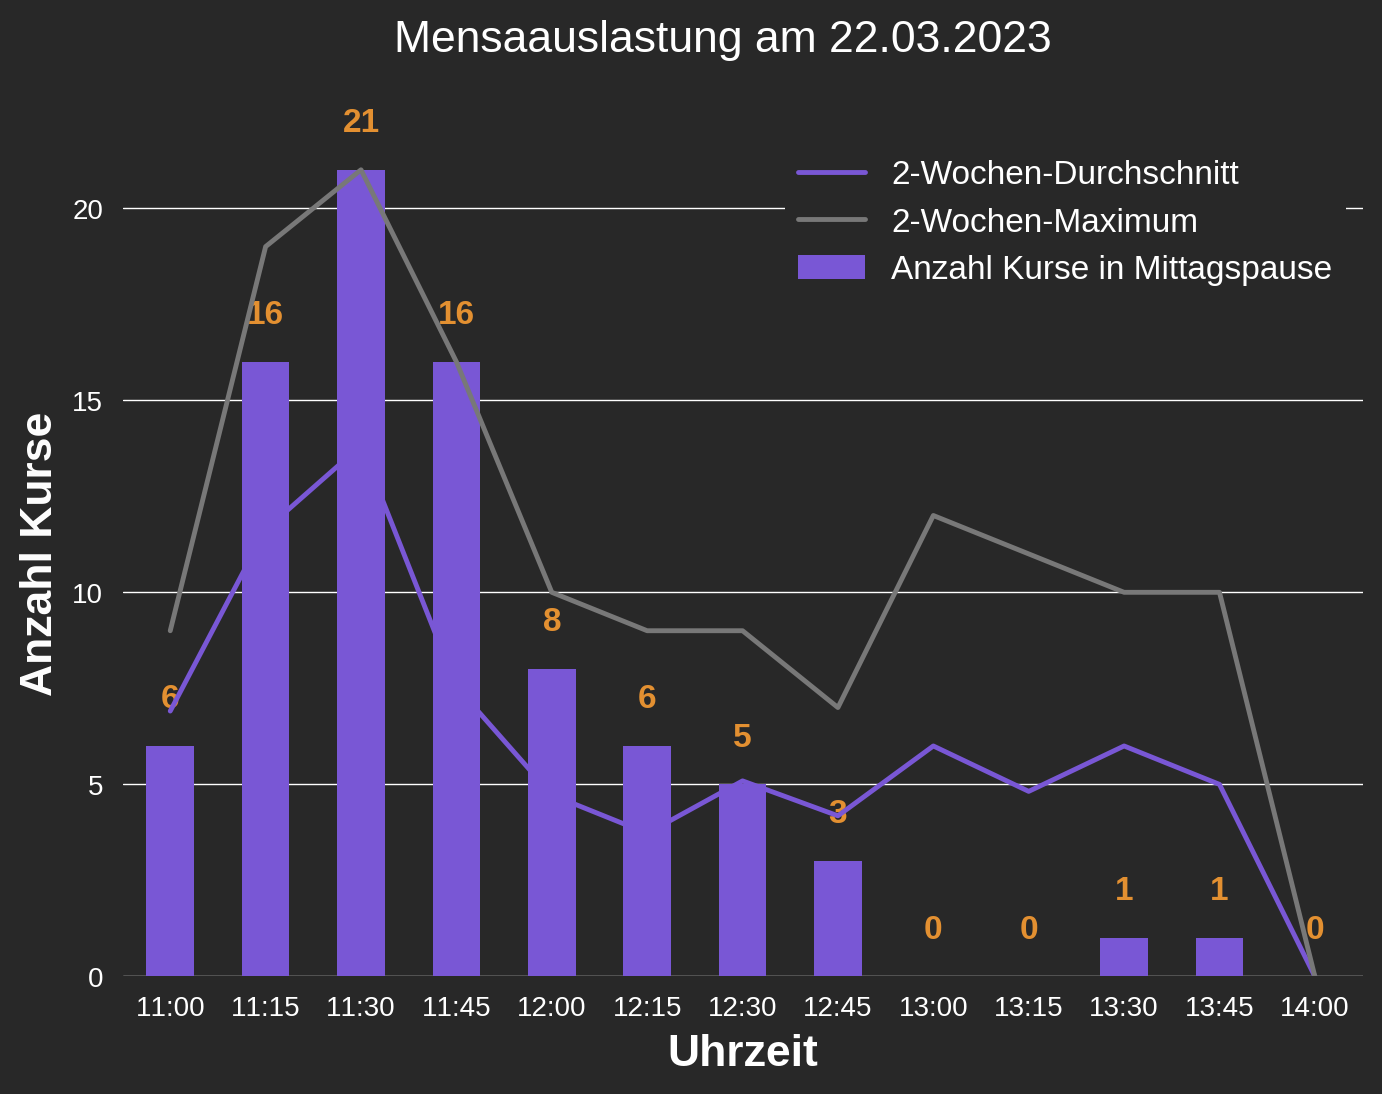 Mensaauslastung am 22.03.2023
2-Wochen-Durchschnitt
2-Wochen-Maximum
Anzahl Kurse in Mittagspause
Anzahl Kurse
20
15
10
5
0
6
16
21
16
8
6
5
3
0
0
1
1
0
11:00 11:15 11:30 11:45 12:00 12:15 12:30 12:45 13:00 13:15 13:30 13:45 14:00
Uhrzeit